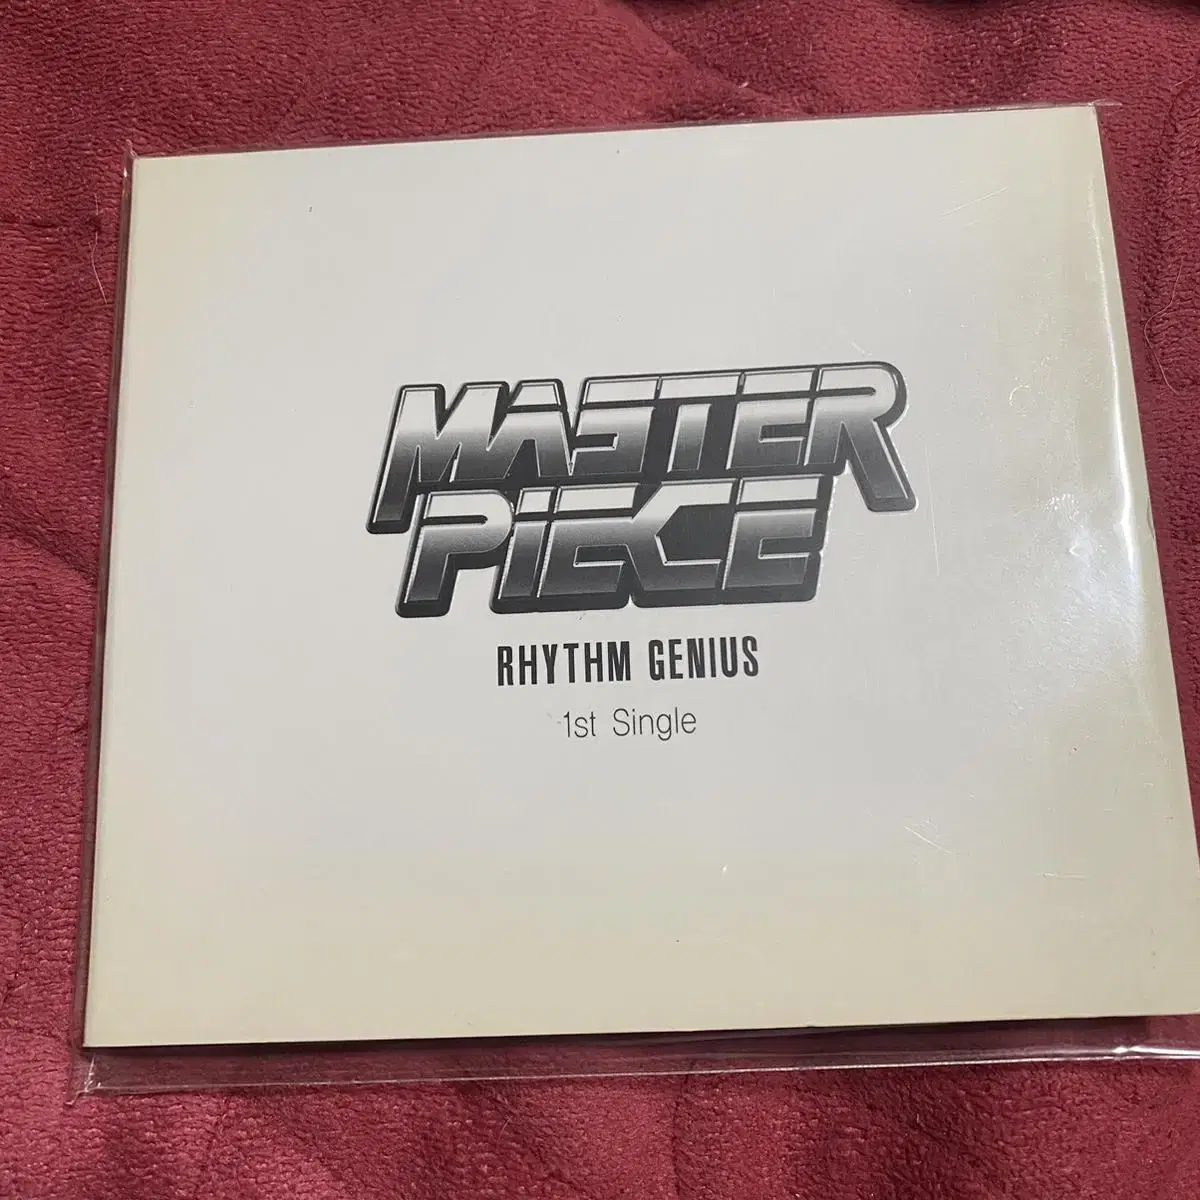 MASTER
PIECE
RHYTHM GENIUS
1st Single